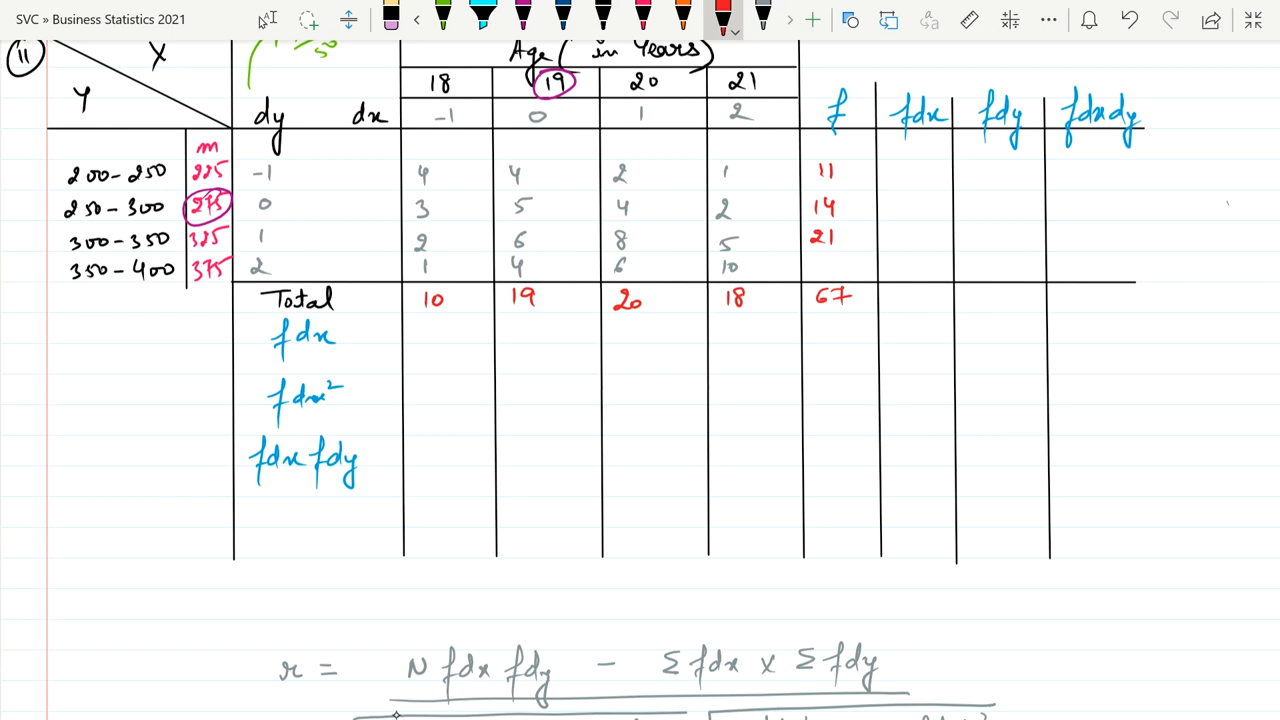 SVC » Business Statistics 2021
ii X Age (in Years)
Y 18 19 20 21
dy dx -1 0 1 2 f fdx fdy fdxdy
m
200-250 225 -1 4 4 2 1 11
250-300 275 0 3 5 4 2 14
300-350 325 1 2 6 8 5 21
350-400 375 2 1 4 6 10
Total 10 19 20 18 67
fdx
fdx²
fdx fdy
r = N fdx fdy - Σ fdx x Σ fdy